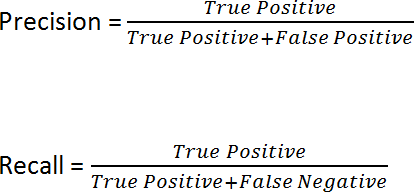 True Positive
Precision =
True Positive+False Positive
True Positive
Recall =
True Positive+False Negative